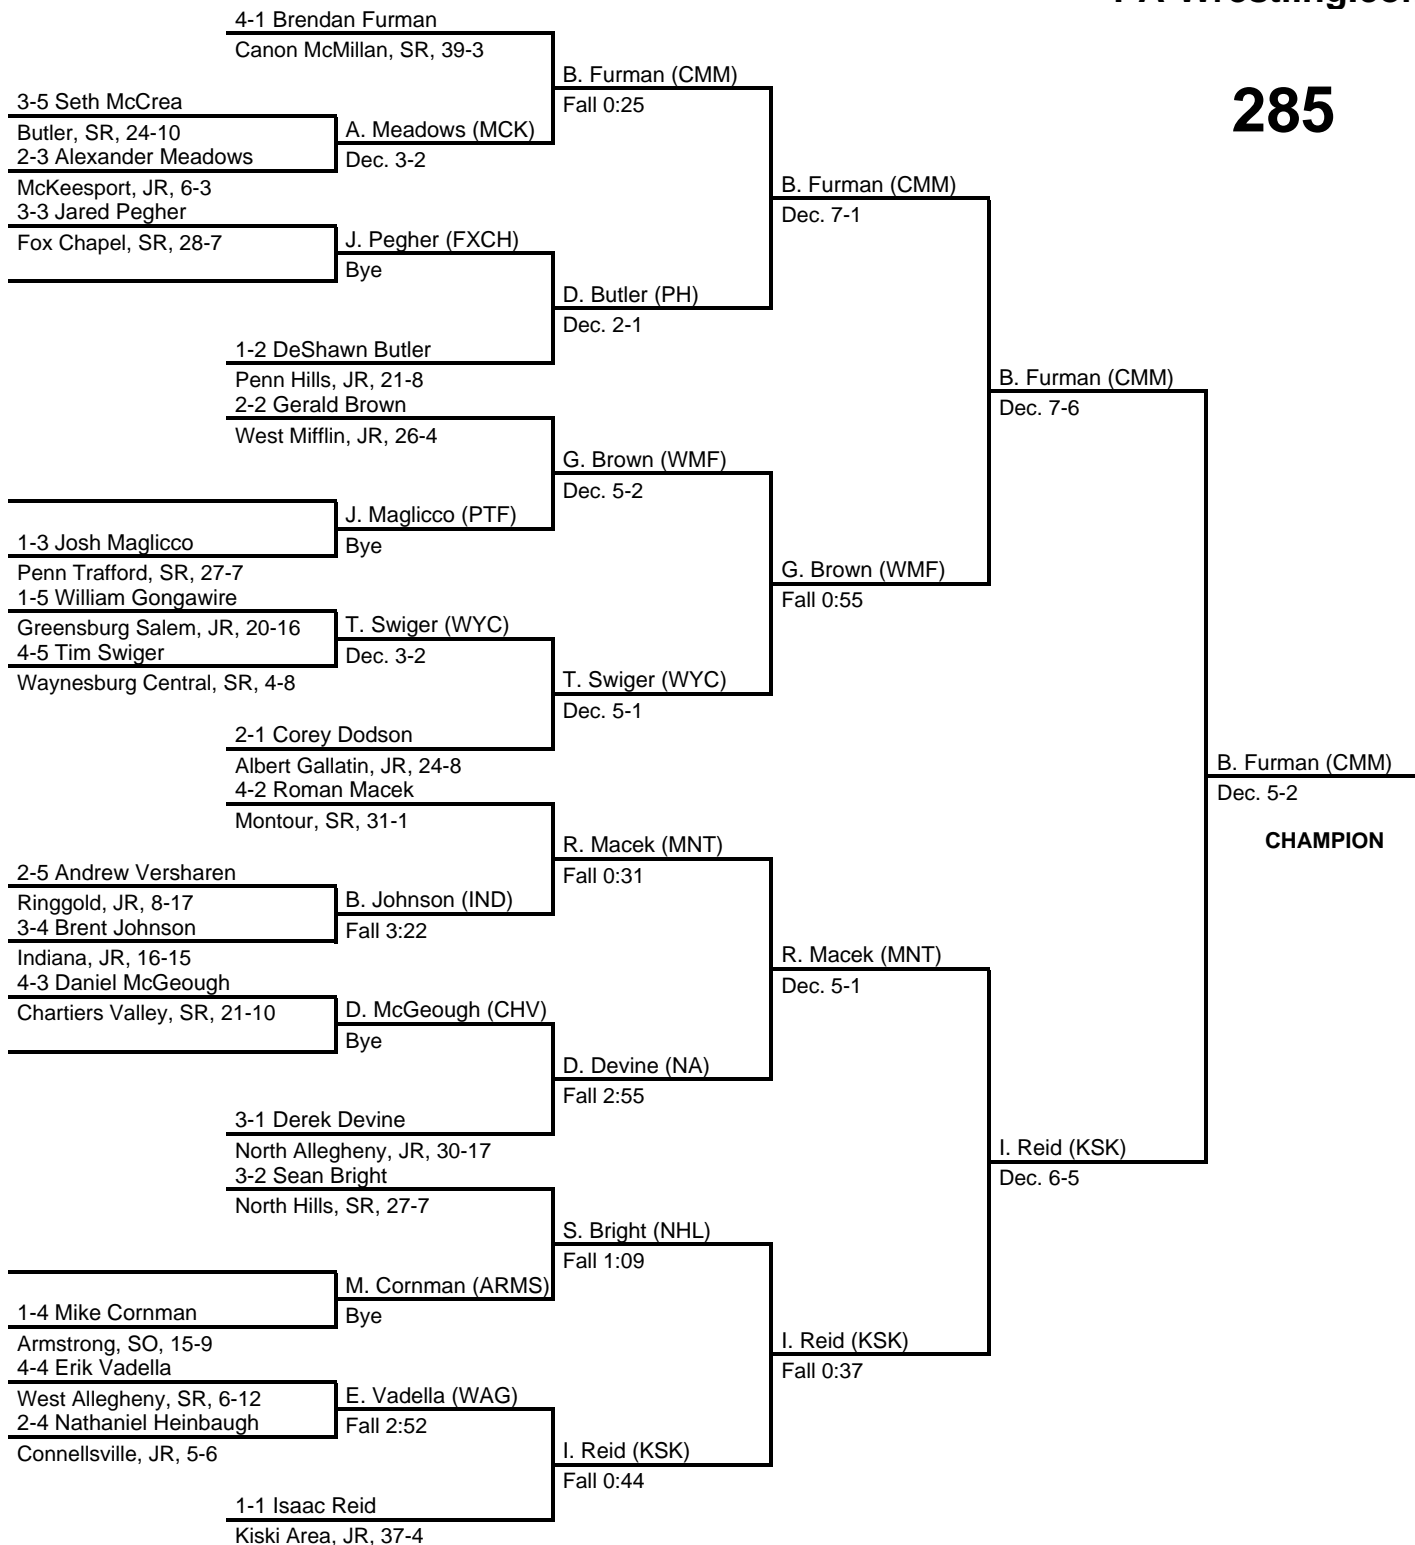 4-1 Brendan Furman
Canon McMillan, SR, 39-3
B. Furman (CMM)
Fall 0:25
285
3-5 Seth McCrea
Butler, SR, 24-10
2-3 Alexander Meadows
McKeesport, JR, 6-3
A. Meadows (MCK)
Dec. 3-2
3-3 Jared Pegher
Fox Chapel, SR, 28-7
J. Pegher (FXCH)
Bye
B. Furman (CMM)
Dec. 7-1
D. Butler (PH)
Dec. 2-1
1-2 DeShawn Butler
Penn Hills, JR, 21-8
2-2 Gerald Brown
West Mifflin, JR, 26-4
B. Furman (CMM)
Dec. 7-6
G. Brown (WMF)
Dec. 5-2
J. Maglicco (PTF)
Bye
1-3 Josh Maglicco
Penn Trafford, SR, 27-7
1-5 William Gongawire
Greensburg Salem, JR, 20-16
4-5 Tim Swiger
Waynesburg Central, SR, 4-8
G. Brown (WMF)
Fall 0:55
T. Swiger (WYC)
Dec. 3-2
T. Swiger (WYC)
Dec. 5-1
2-1 Corey Dodson
Albert Gallatin, JR, 24-8
4-2 Roman Macek
Montour, SR, 31-1
B. Furman (CMM)
Dec. 5-2
CHAMPION
R. Macek (MNT)
Fall 0:31
2-5 Andrew Versharen
Ringgold, JR, 8-17
3-4 Brent Johnson
Indiana, JR, 16-15
B. Johnson (IND)
Fall 3:22
4-3 Daniel McGeough
Chartiers Valley, SR, 21-10
D. McGeough (CHV)
Bye
R. Macek (MNT)
Dec. 5-1
D. Devine (NA)
Fall 2:55
3-1 Derek Devine
North Allegheny, JR, 30-17
3-2 Sean Bright
North Hills, SR, 27-7
I. Reid (KSK)
Dec. 6-5
S. Bright (NHL)
Fall 1:09
M. Cornman (ARMS)
Bye
1-4 Mike Cornman
Armstrong, SO, 15-9
4-4 Erik Vadella
West Allegheny, SR, 6-12
2-4 Nathaniel Heinbaugh
Connellsville, JR, 5-6
I. Reid (KSK)
Fall 0:37
E. Vadella (WAG)
Fall 2:52
I. Reid (KSK)
Fall 0:44
1-1 Isaac Reid
Kiski Area, JR, 37-4